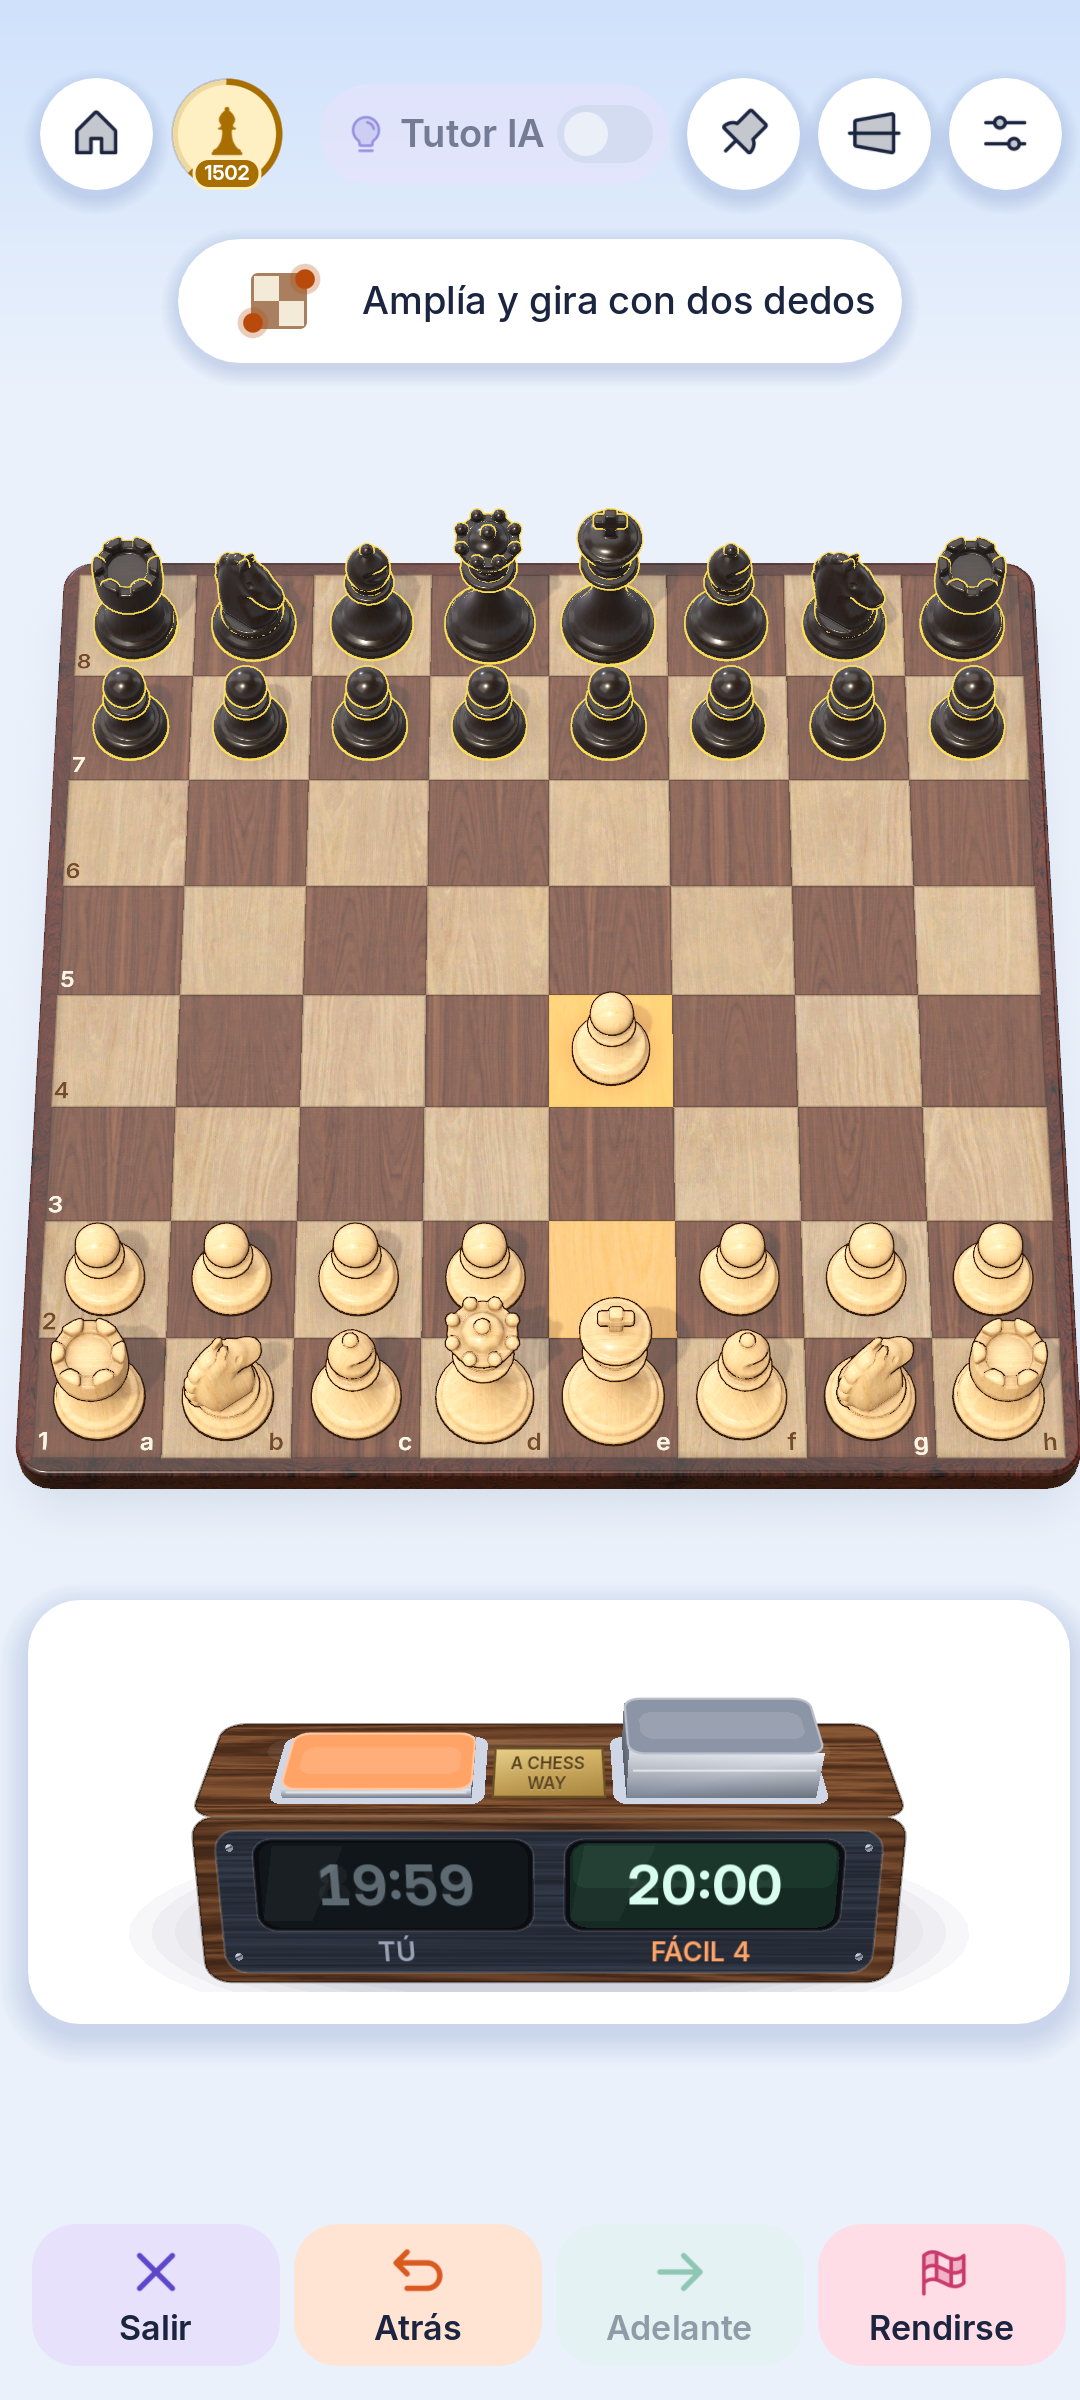 1502
Tutor IA
Amplía y gira con dos dedos
8
7
6
5
4
3
2
1 a b c d e f g h
A CHESS
WAY
19:59 20:00
TÚ FÁCIL 4
Salir Atrás Adelante Rendirse